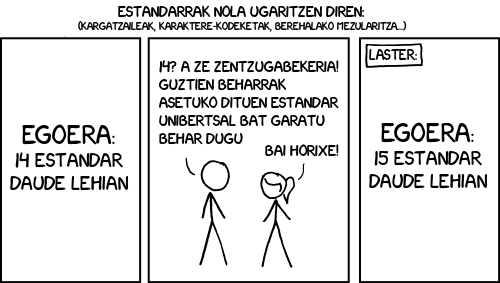 ESTANDARRAK NOLA UGARITZEN DIREN:
(KARGATZAILEAK, KARAKTERE-KODEKETAK, BEREHALAKO MEZULARITZA...)
EGOERA:
14 ESTANDAR
DAUDE LEHIAN
14? A ZE ZENTZUGABEKERIA!
GUZTIEN BEHARRAK
ASETUKO DITUEN ESTANDAR
UNIBERTSAL BAT GARATU
BEHAR DUGU
BAI HORIXE!
LASTER:
EGOERA:
15 ESTANDAR
DAUDE LEHIAN